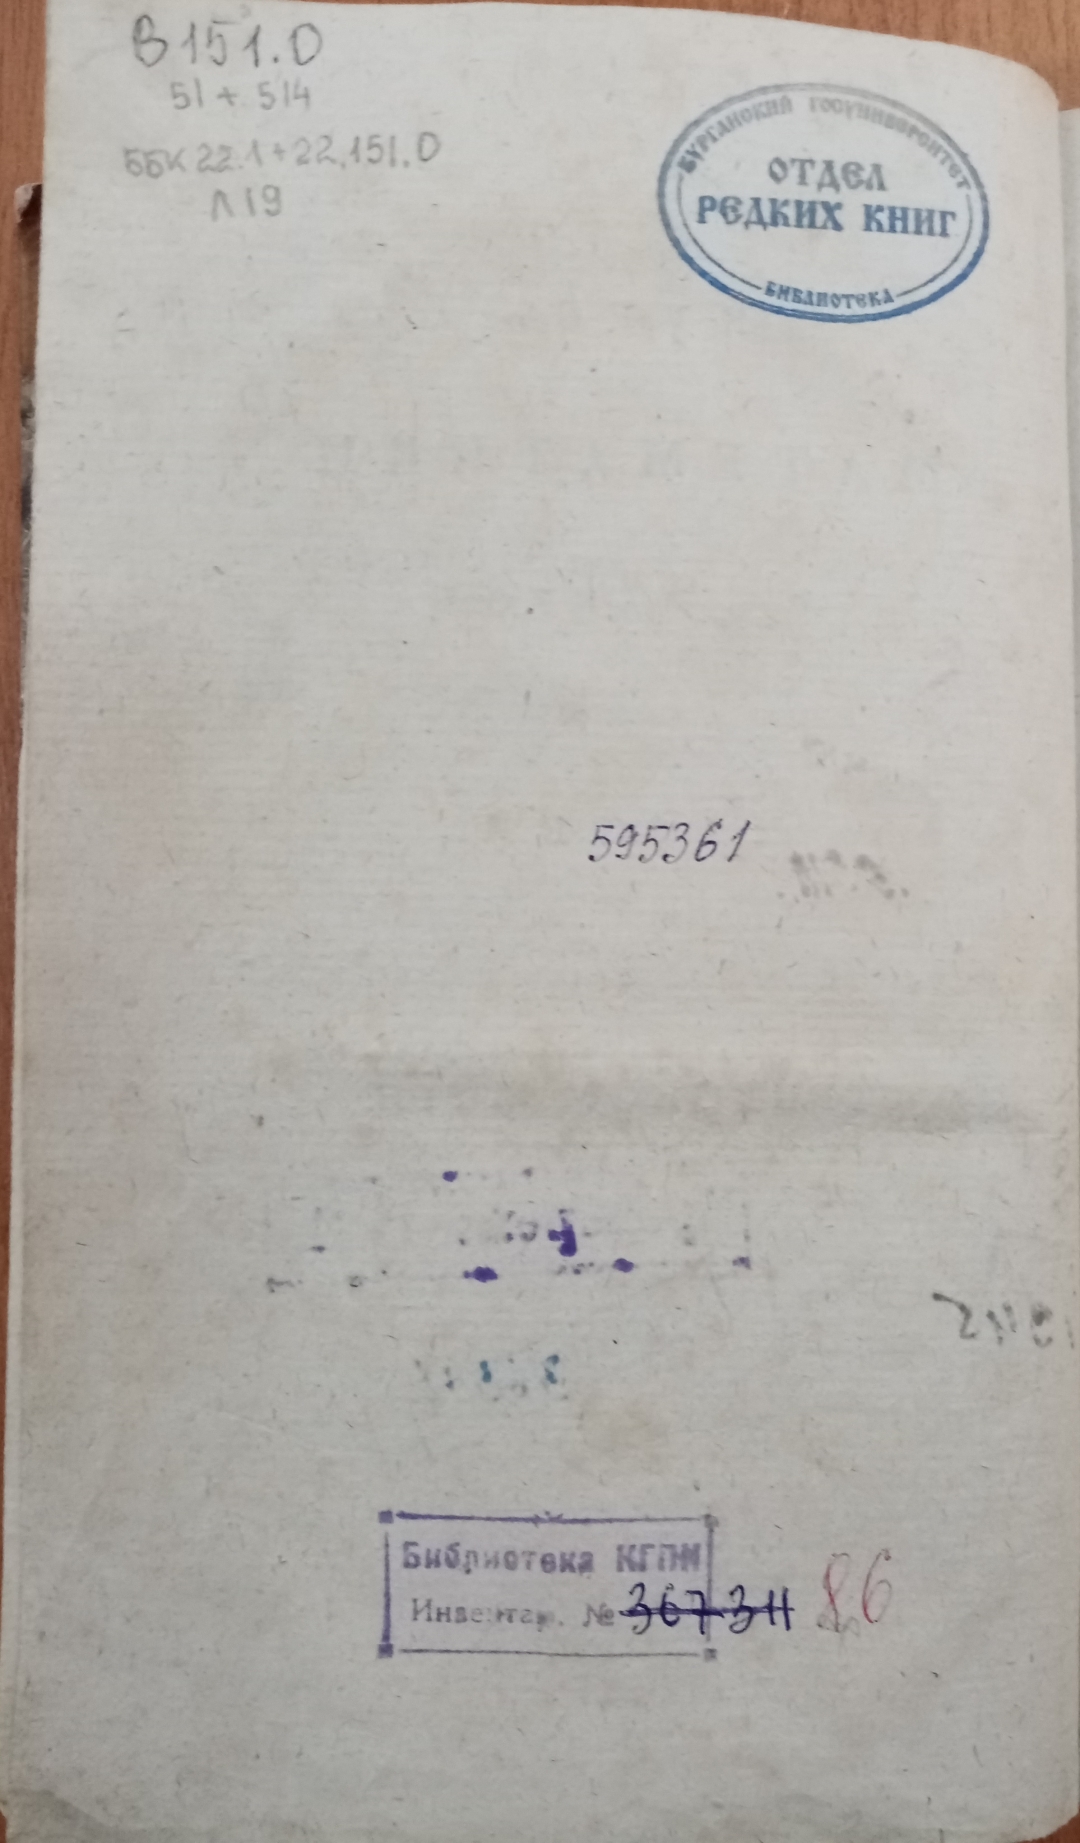 В151.0
51 + 514
ББК 22.1+22.151.0
Л19
КУРГАНСКИЙ ГОСУНИВЕРСИТЕТ
ОТДЕЛ
РЕДКИХ КНИГ
БИБЛИОТЕКА
595361
Библиотека КГПИ
Инвентар. № 367311 86